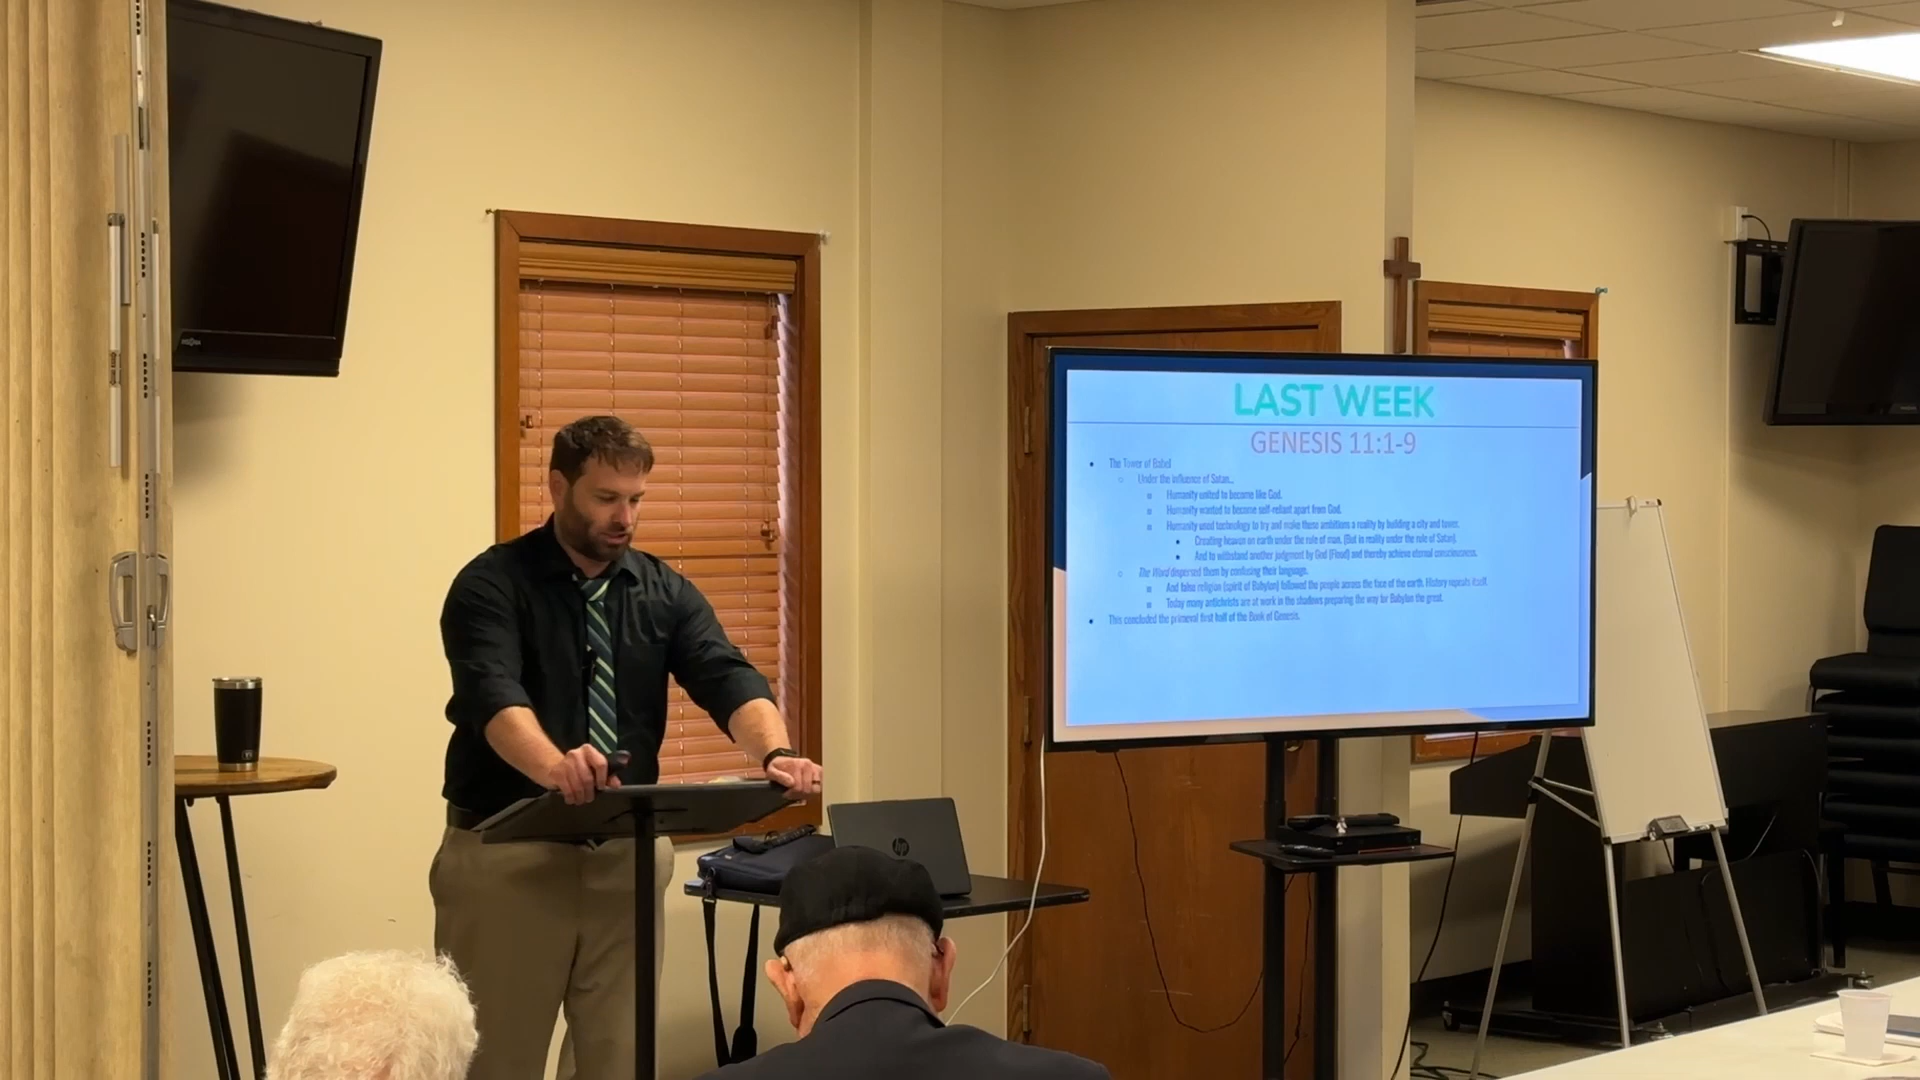 LAST WEEK
GENESIS 11:1-9
The Tower of Babel
Under the influence of Satan...
Humanity united to become like God.
Humanity wanted to become self-reliant apart from God.
Humanity used technology to try and make these ambitions a reality by building a city and tower.
Creating heaven on earth under the rule of man. (But in reality under the rule of Satan).
And to withstand another judgment by God (Flood) and thereby achieve eternal consciousness.
The Word dispersed them by confusing their language.
And false religion (spirit of Babylon) followed the people across the face of the earth. History repeats itself.
Today many antichrists are at work in the shadows preparing the way for Babylon the great.
This concluded the primeval first half of the Book of Genesis.
hp
INSIGNIA